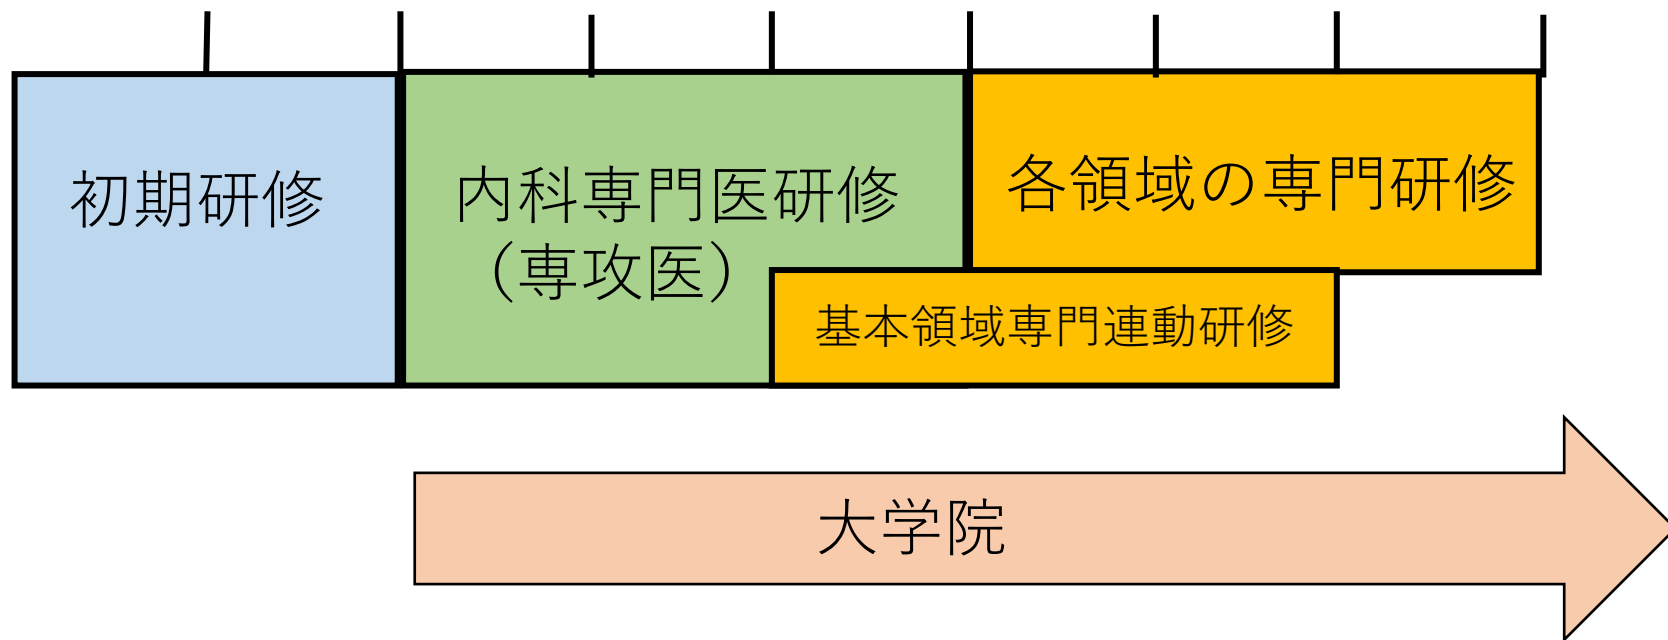 初期研修
内科専門医研修
（専攻医）
各領域の専門研修
基本領域専門連動研修
大学院